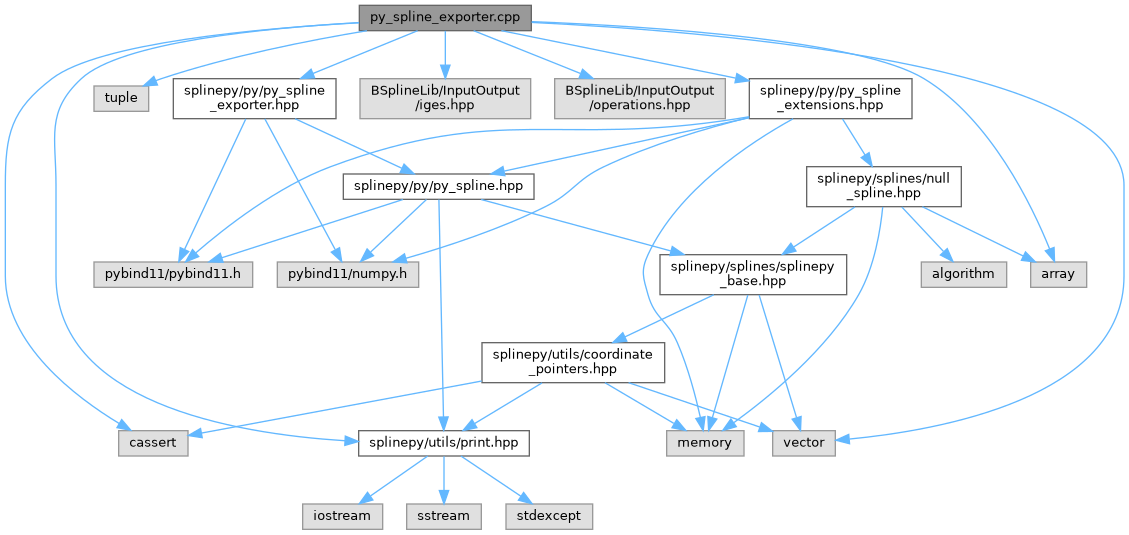 py_spline_exporter.cpp
tuple
splinepy/py/py_spline
_exporter.hpp
BSplineLib/InputOutput
/iges.hpp
BSplineLib/InputOutput
/operations.hpp
splinepy/py/py_spline
_extensions.hpp
splinepy/py/py_spline.hpp
splinepy/splines/null
_spline.hpp
pybind11/pybind11.h
pybind11/numpy.h
splinepy/splines/splinepy
_base.hpp
algorithm
array
splinepy/utils/coordinate
_pointers.hpp
cassert
splinepy/utils/print.hpp
memory
vector
iostream
sstream
stdexcept